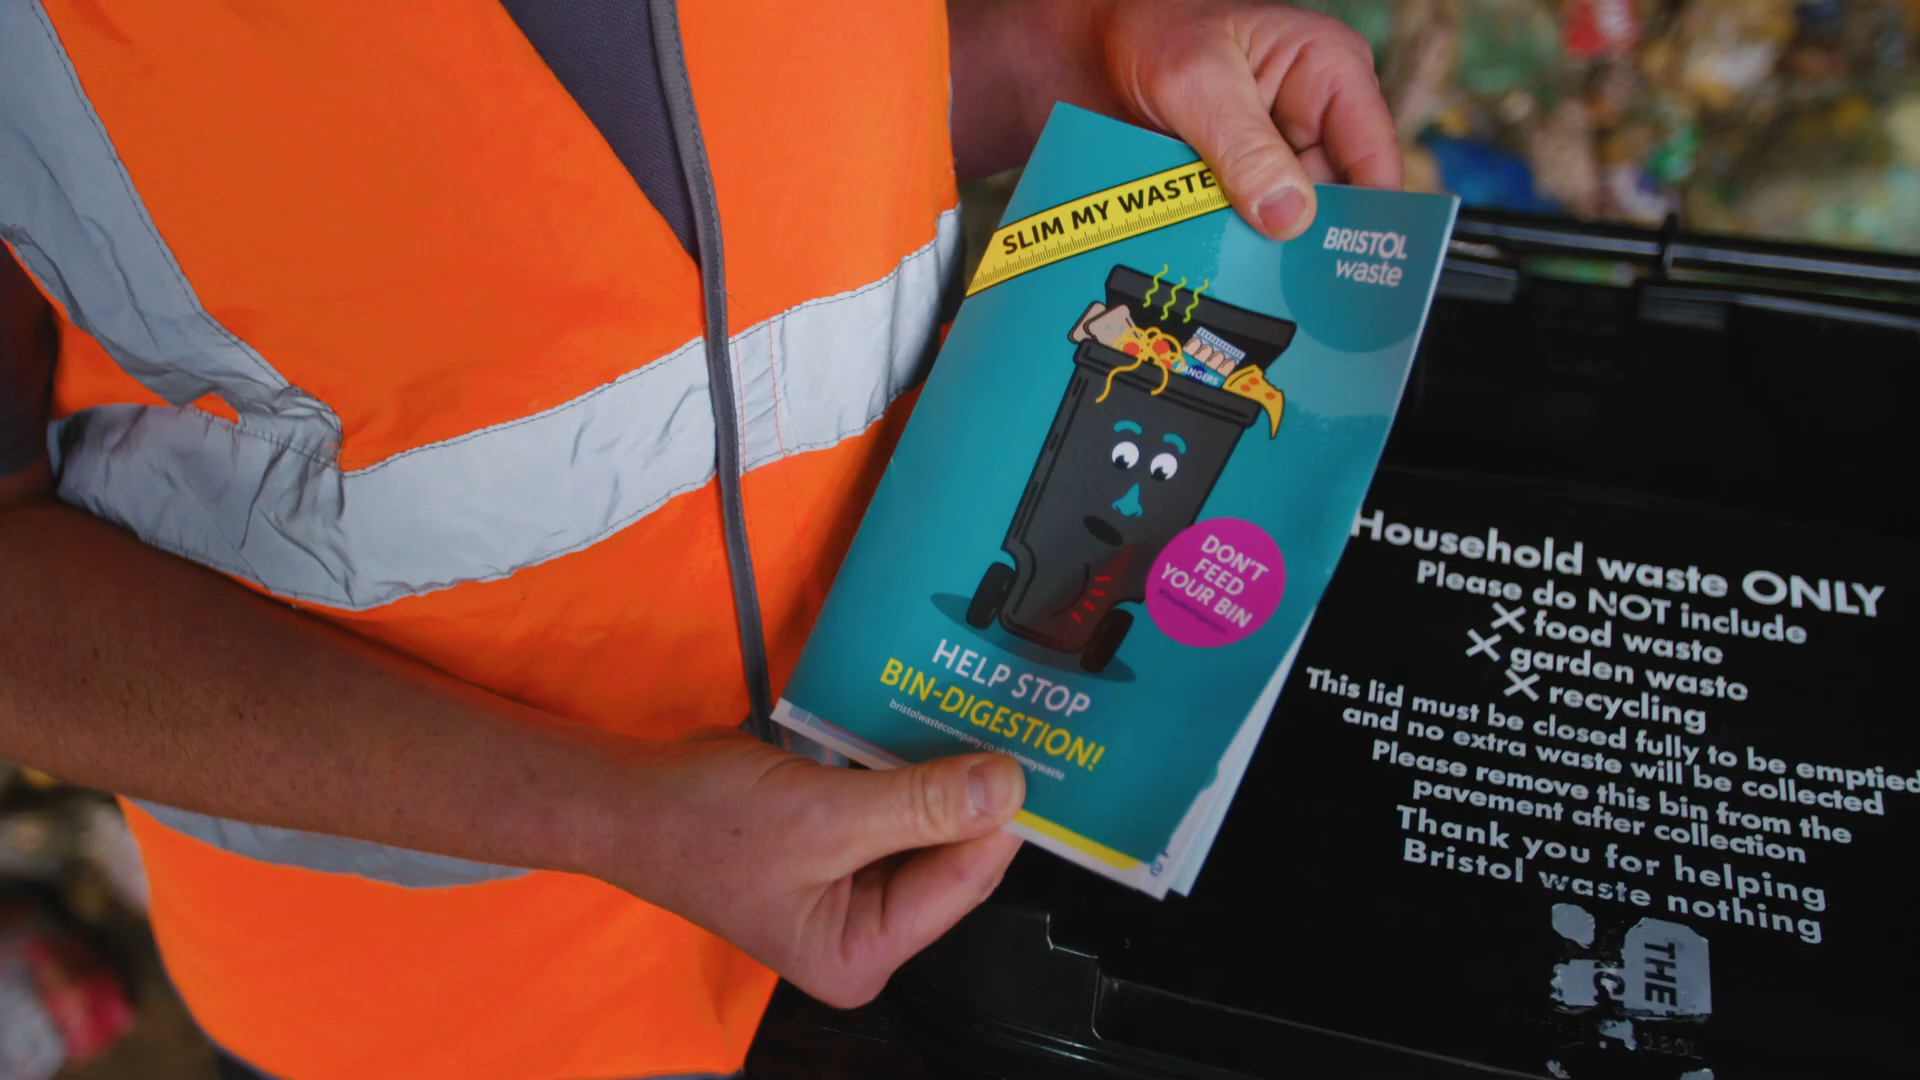 SLIM MY WASTE
BRISTOL
waste
BANGERS
DON'T
FEED
YOUR BIN
HELP STOP
BIN-DIGESTION!
bristolwastecompany.co.uk/slimmywaste
Household waste ONLY
Please do NOT include
X food waste
X garden waste
X recycling
This lid must be closed fully to be emptied
and no extra waste will be collected
Please remove this bin from the
pavement after collection
Thank you for helping
Bristol waste nothing
THE